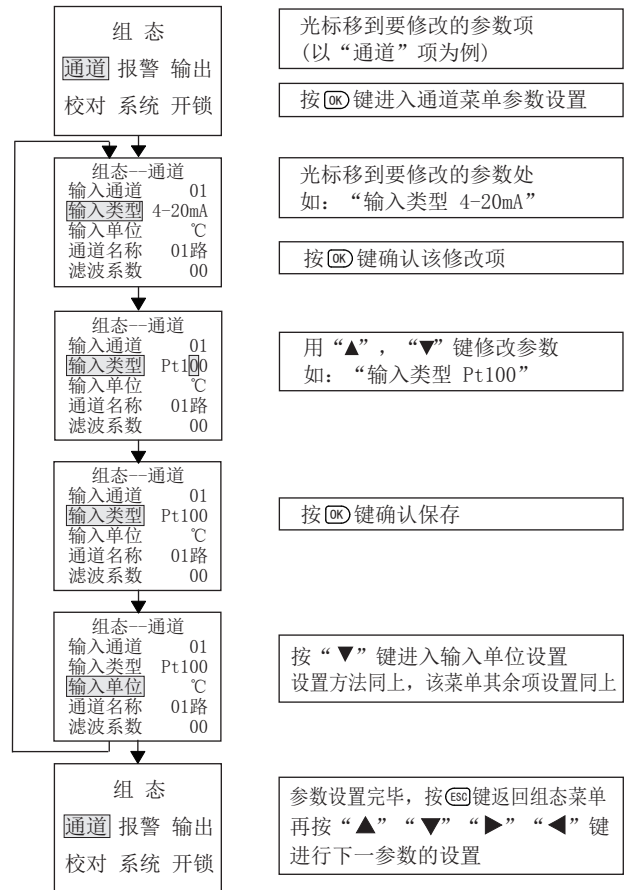 组 态
通道 报警 输出
校对 系统 开锁
光标移到要修改的参数项
(以“通道”项为例)
按OK键进入通道菜单参数设置
组态--通道
输入通道 01
输入类型 4-20mA
输入单位 ℃
通道名称 01路
滤波系数 00
光标移到要修改的参数处
如：“输入类型 4-20mA”
按OK键确认该修改项
组态--通道
输入通道 01
输入类型 Pt100
输入单位 ℃
通道名称 01路
滤波系数 00
用“▲”，“▼”键修改参数
如：“输入类型 Pt100”
组态--通道
输入通道 01
输入类型 Pt100
输入单位 ℃
通道名称 01路
滤波系数 00
按OK键确认保存
组态--通道
输入通道 01
输入类型 Pt100
输入单位 ℃
通道名称 01路
滤波系数 00
按“▼”键进入输入单位设置
设置方法同上，该菜单其余项设置同上
组 态
通道 报警 输出
校对 系统 开锁
参数设置完毕，按ESC键返回组态菜单
再按“▲”“▼”“▶”“◀”键
进行下一参数的设置